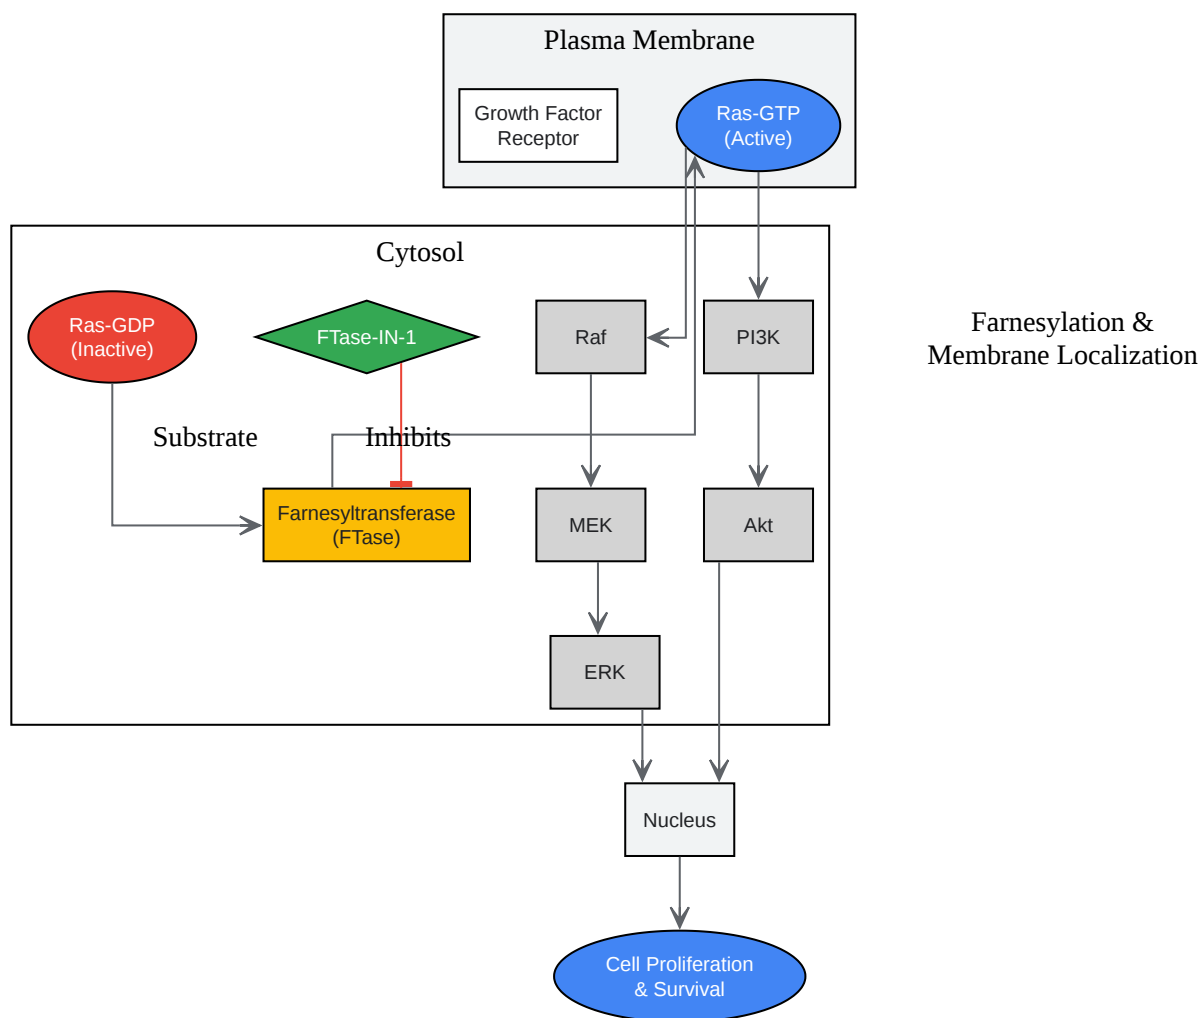 Plasma Membrane
Growth Factor
Receptor
Ras-GTP
(Active)
Cytosol
Ras-GDP
(Inactive)
FTase-IN-1
Raf
PI3K
Farnesylation &
Membrane Localization
Substrate
Inhibits
Farnesyltransferase
(FTase)
MEK
Akt
ERK
Nucleus
Cell Proliferation
& Survival